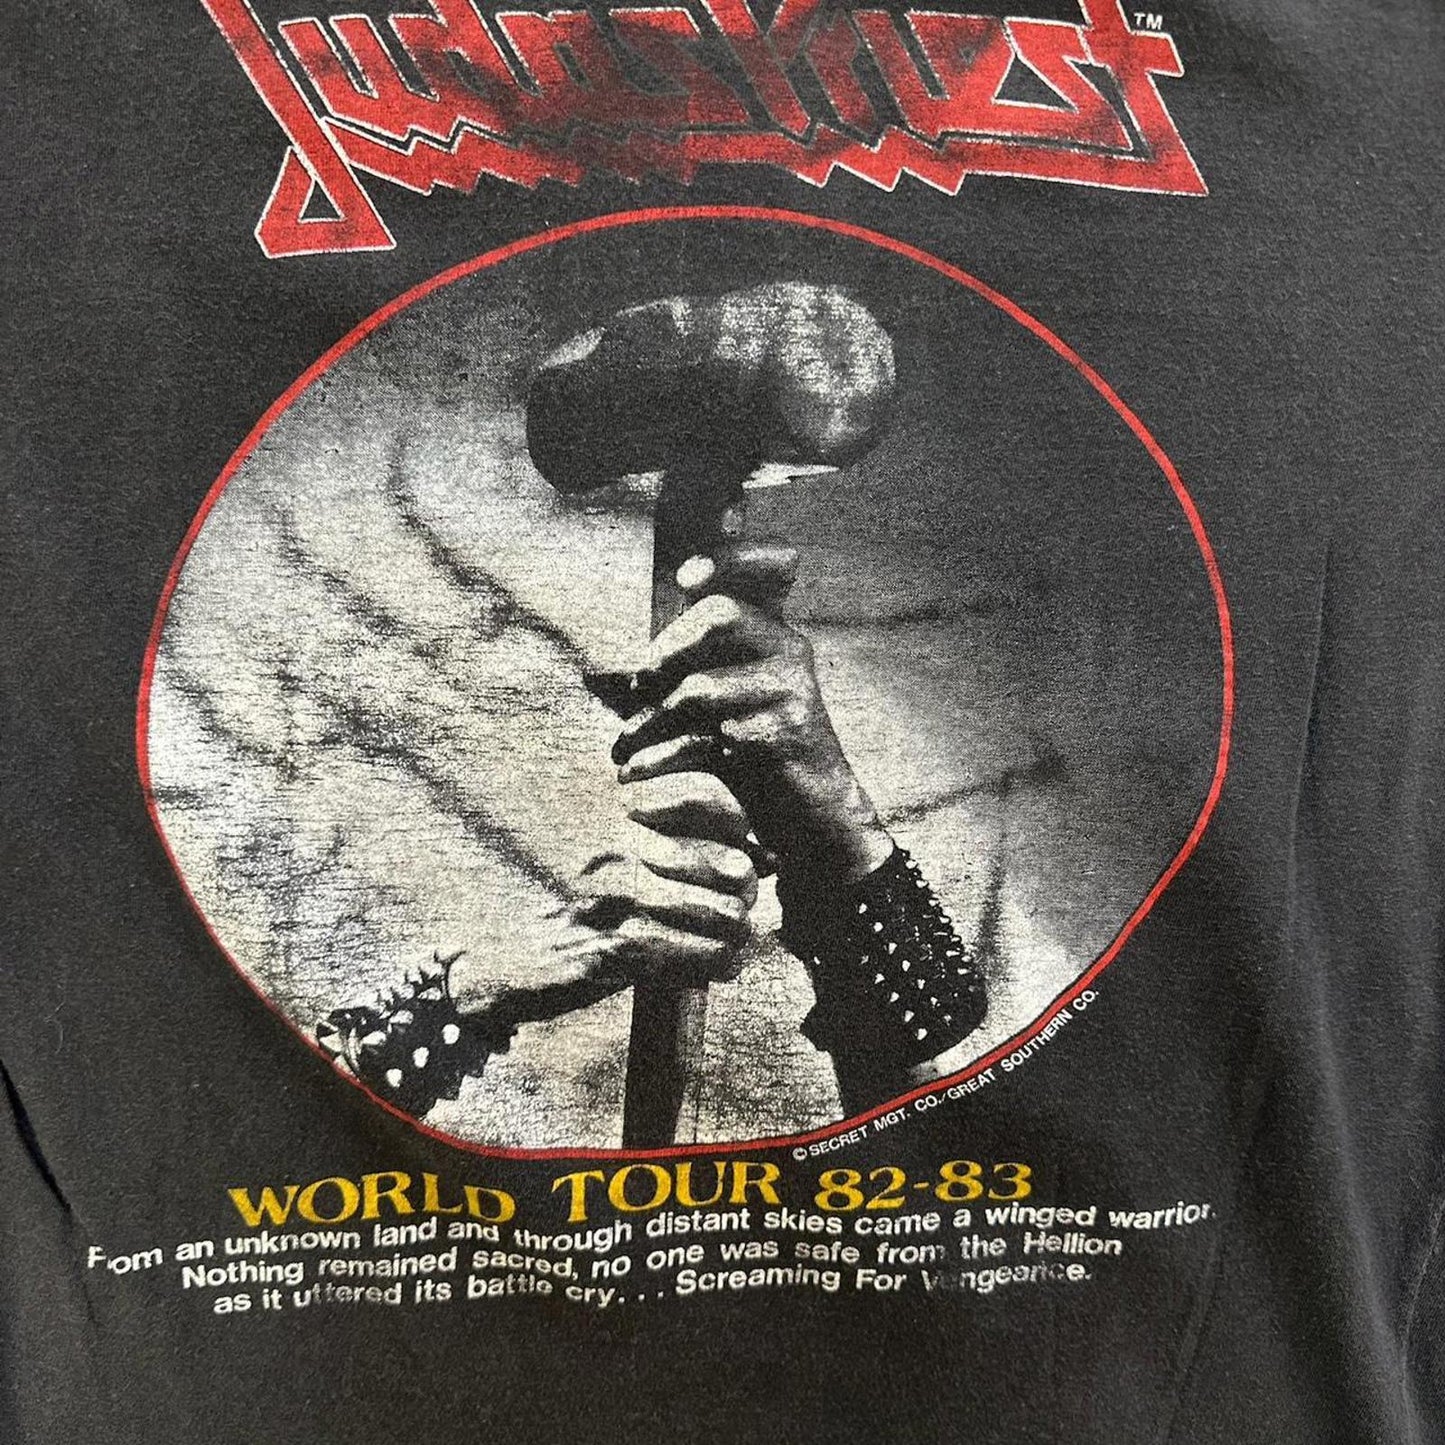 Judas Priest™
© SECRET MGT. CO./GREAT SOUTHERN CO.
WORLD TOUR 82-83
From an unknown land and through distant skies came a winged warrior.
Nothing remained sacred, no one was safe from the Hellion
as it uttered its battle cry... Screaming For Vengeance.